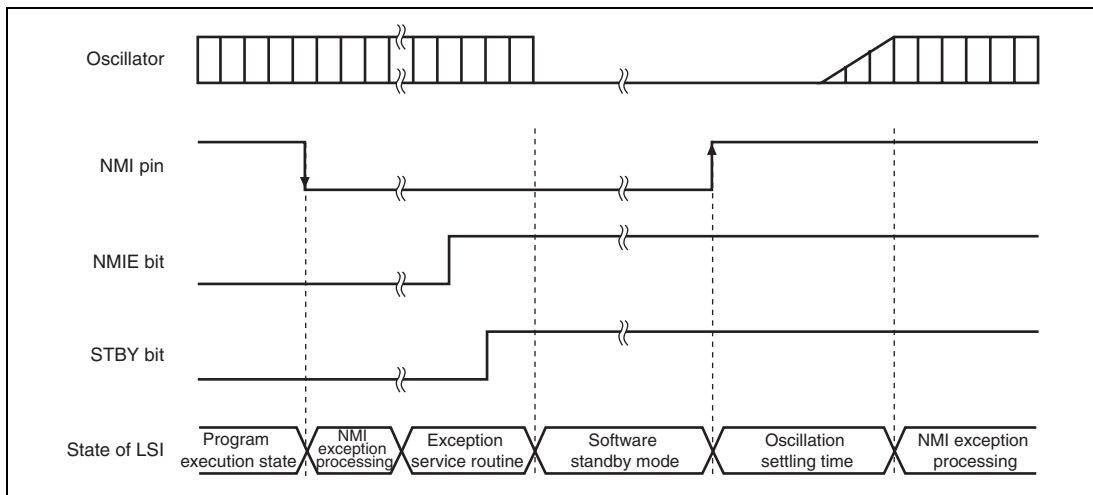 Oscillator
NMI pin
NMIE bit
STBY bit
State of LSI
Program
execution state
NMI
exception
processing
Exception
service routine
Software
standby mode
Oscillation
settling time
NMI exception
processing